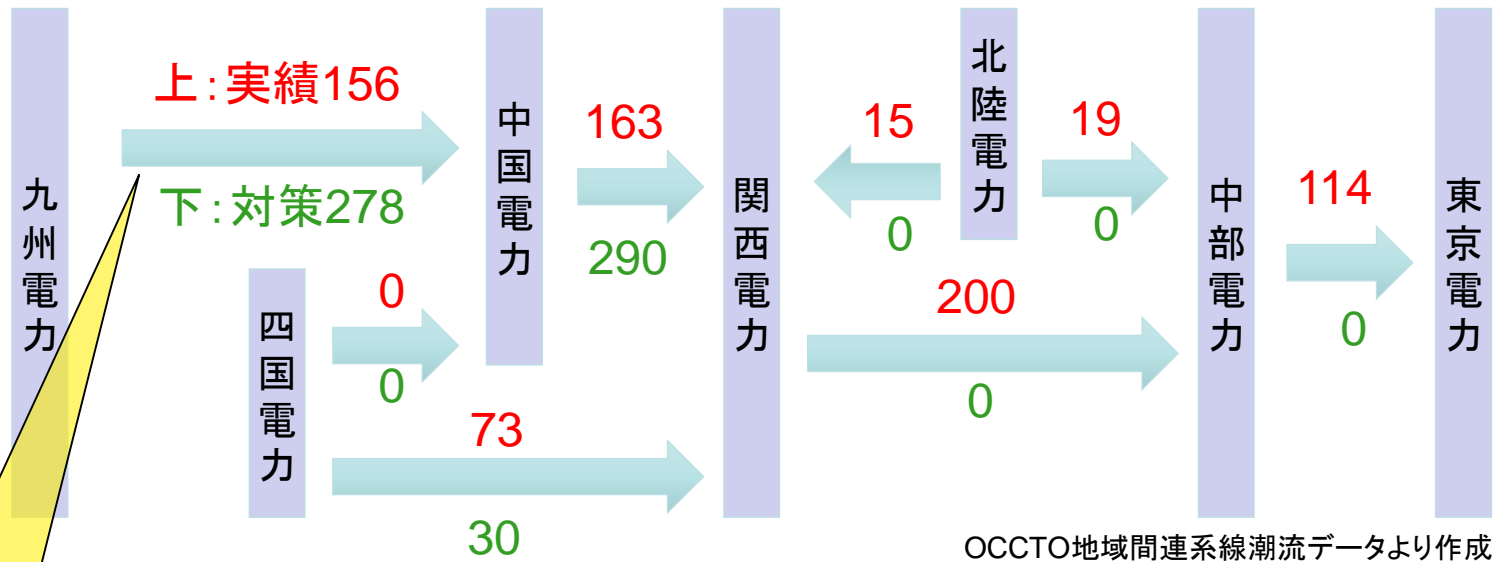 九州電力
上：実績156
下：対策278
四国電力
0
0
73
30
中国電力
163
290
関西電力
15
0
北陸電力
19
0
200
0
中部電力
114
0
東京電力
OCCTO地域間連系線潮流データより作成